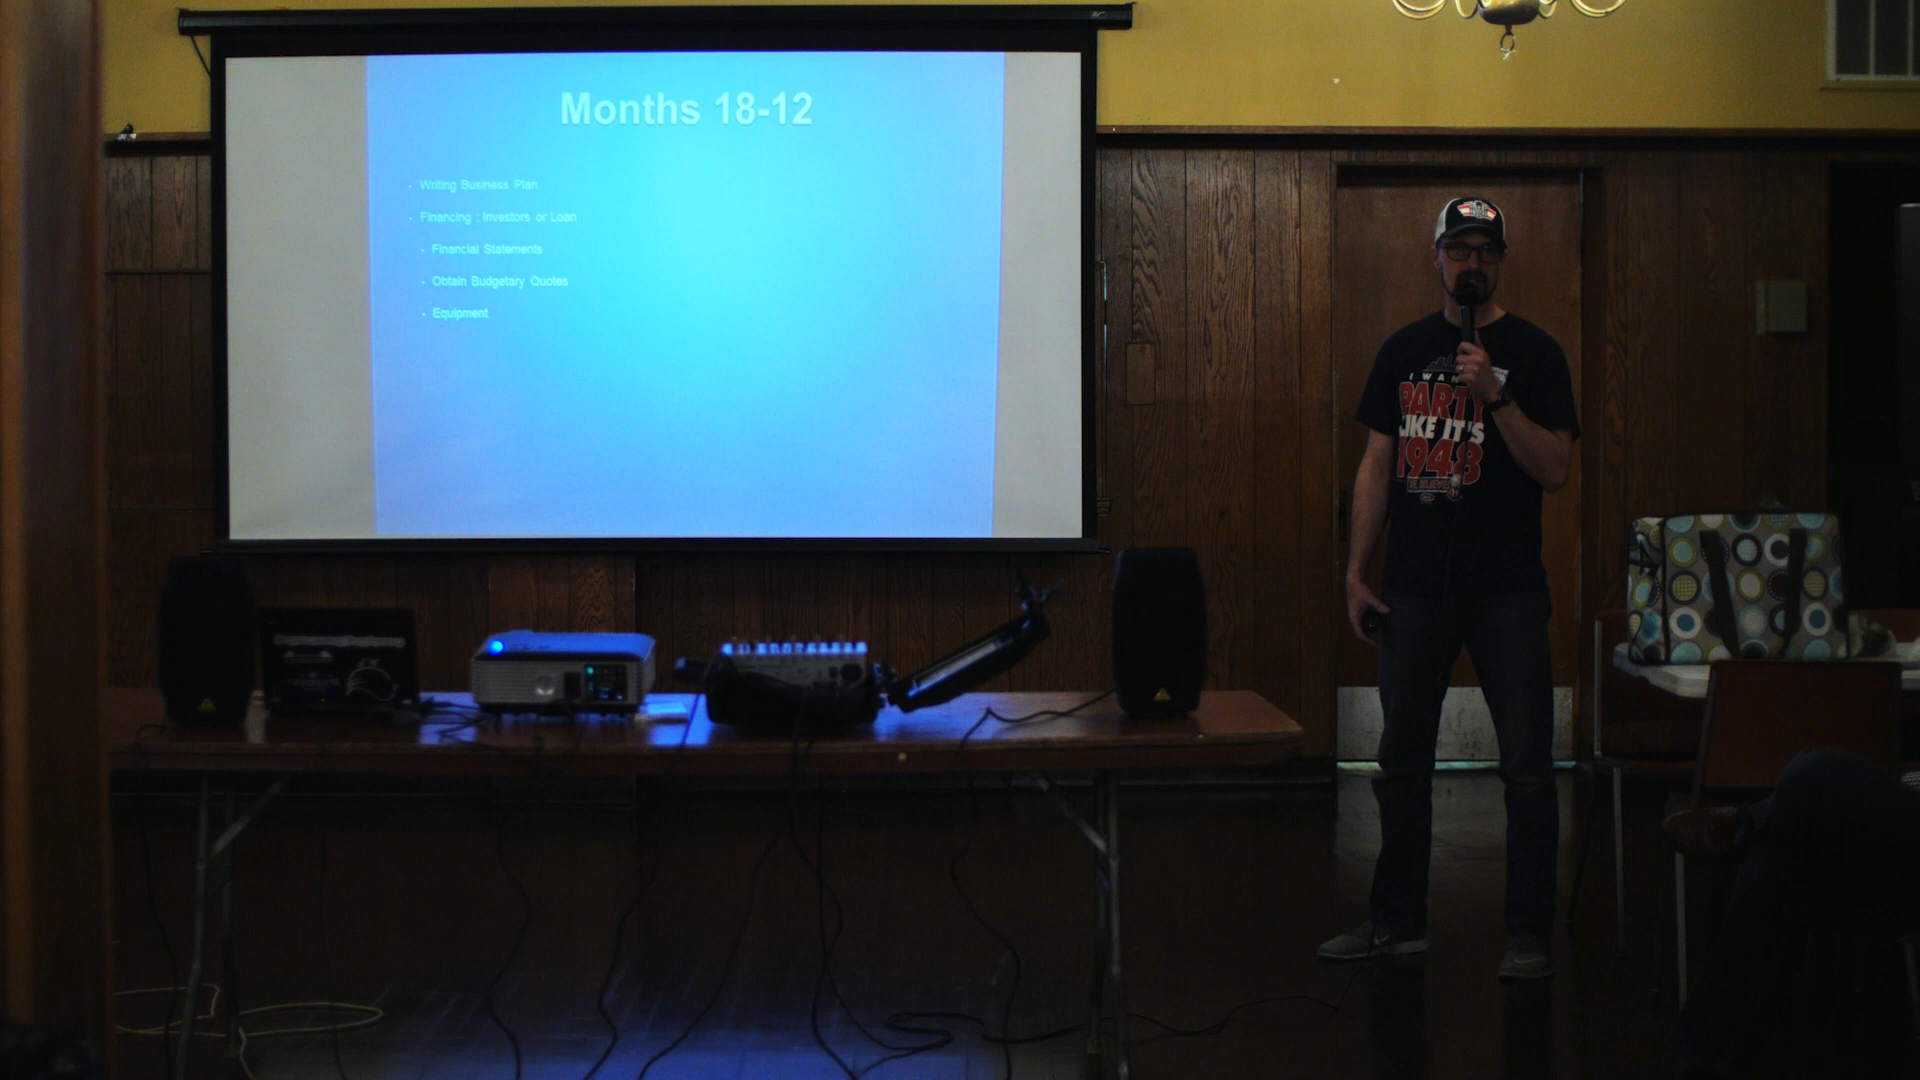 Months 18-12
Writing Business Plan
Financing : Investors or Loan
Financial Statements
Obtain Budgetary Quotes
Equipment
PARTY
LIKE IT'S
1948